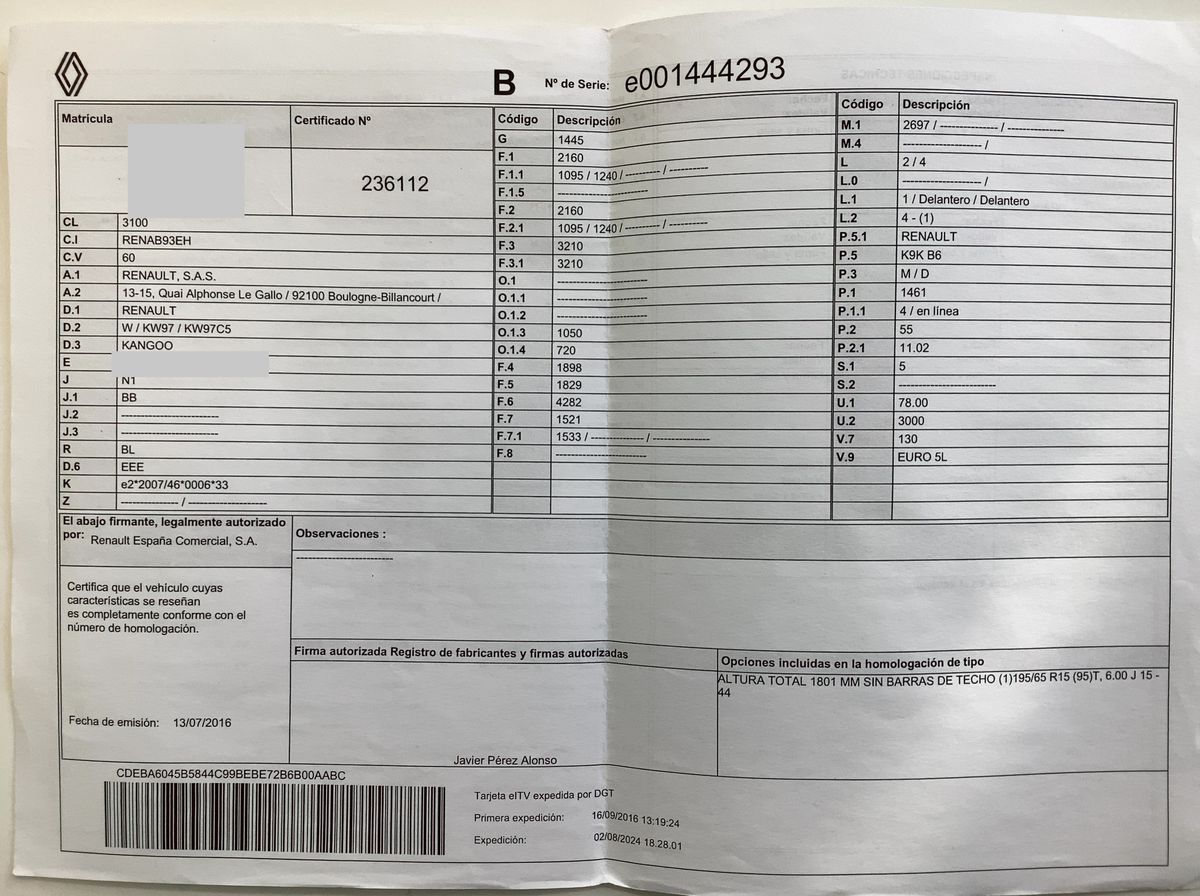 B Nº de Serie: e001444293
Matrícula
Certificado Nº
236112
CL 3100
C.I RENAB93EH
C.V 60
A.1 RENAULT, S.A.S.
A.2 13-15, Quai Alphonse Le Gallo / 92100 Boulogne-Billancourt /
D.1 RENAULT
D.2 W / KW97 / KW97C5
D.3 KANGOO
E
J N1
J.1 BB
J.2 -------------------------
J.3 -------------------------
R BL
D.6 EEE
K e2*2007/46*0006*33
Z --------------- / --------------------
Código Descripción
G 1445
F.1 2160
F.1.1 1095 / 1240 / --------- / ----------
F.1.5 -----------------------
F.2 2160
F.2.1 1095 / 1240 / --------- / ----------
F.3 3210
F.3.1 3210
O.1 -----------------------
O.1.1 -----------------------
O.1.2 -----------------------
O.1.3 1050
O.1.4 720
F.4 1898
F.5 1829
F.6 4282
F.7 1521
F.7.1 1533 / -------------- / ---------------
F.8 -----------------------
Código Descripción
M.1 2697 / --------------- / ---------------
M.4 -------------------- /
L 2 / 4
L.0 -------------------- /
L.1 1 / Delantero / Delantero
L.2 4 - (1)
P.5.1 RENAULT
P.5 K9K B6
P.3 M / D
P.1 1461
P.1.1 4 / en línea
P.2 55
P.2.1 11.02
S.1 5
S.2 -------------------------
U.1 78.00
U.2 3000
V.7 130
V.9 EURO 5L
El abajo firmante, legalmente autorizado
por: Renault España Comercial, S.A.
Certifica que el vehículo cuyas
características se reseñan
es completamente conforme con el
número de homologación.
Fecha de emisión: 13/07/2016
Observaciones :
-------------------------
Firma autorizada Registro de fabricantes y firmas autorizadas
Javier Pérez Alonso
Opciones incluidas en la homologación de tipo
ALTURA TOTAL 1801 MM SIN BARRAS DE TECHO (1)195/65 R15 (95)T, 6.00 J 15 -
44
CDEBA6045B5844C99BEBE72B6B00AABC
Tarjeta eITV expedida por DGT
Primera expedición: 16/09/2016 13:19:24
Expedición: 02/08/2024 18.28.01